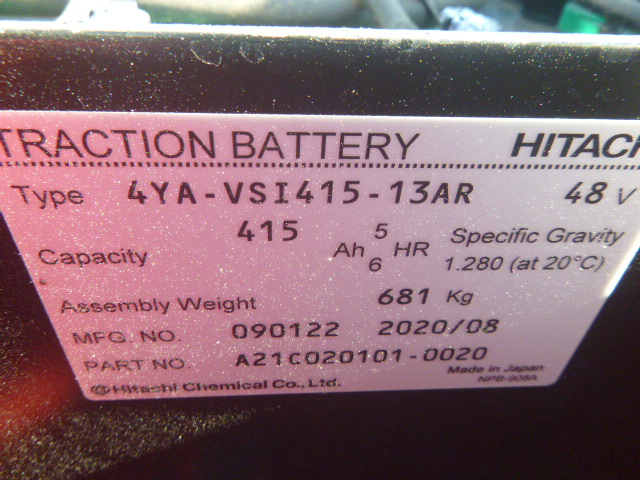 TRACTION BATTERY HITACHI
Type 4YA-VSI415-13AR 48 V
Capacity 415 Ah 5 6 HR Specific Gravity
1.280 (at 20°C)
Assembly Weight 681 Kg
MFG. NO. 090122 2020/08
PART NO. A21C020101-0020
Made in Japan
Hitachi Chemical Co., Ltd. NPB-906A